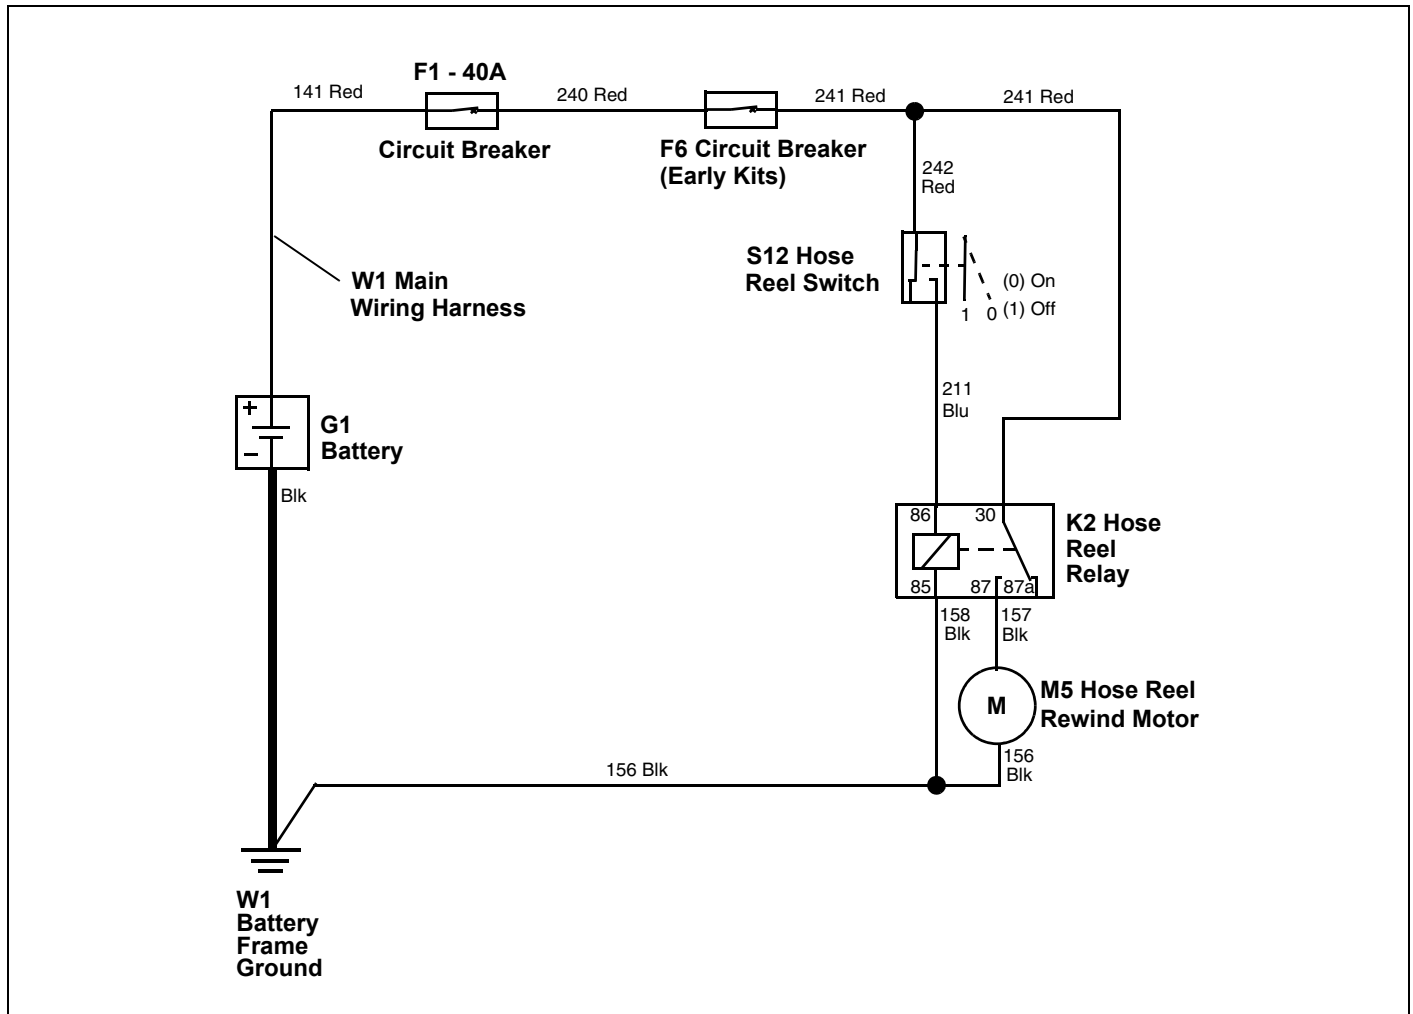 F1 - 40A
141 Red
240 Red
241 Red
241 Red
Circuit Breaker
F6 Circuit Breaker
(Early Kits)
242
Red
S12 Hose
Reel Switch
(0) On
(1) Off
1 0
W1 Main
Wiring Harness
211
Blu
+
−
G1
Battery
Blk
86
30
85
87
87a
K2 Hose
Reel
Relay
158
Blk
157
Blk
M
M5 Hose Reel
Rewind Motor
156
Blk
156 Blk
W1
Battery
Frame
Ground